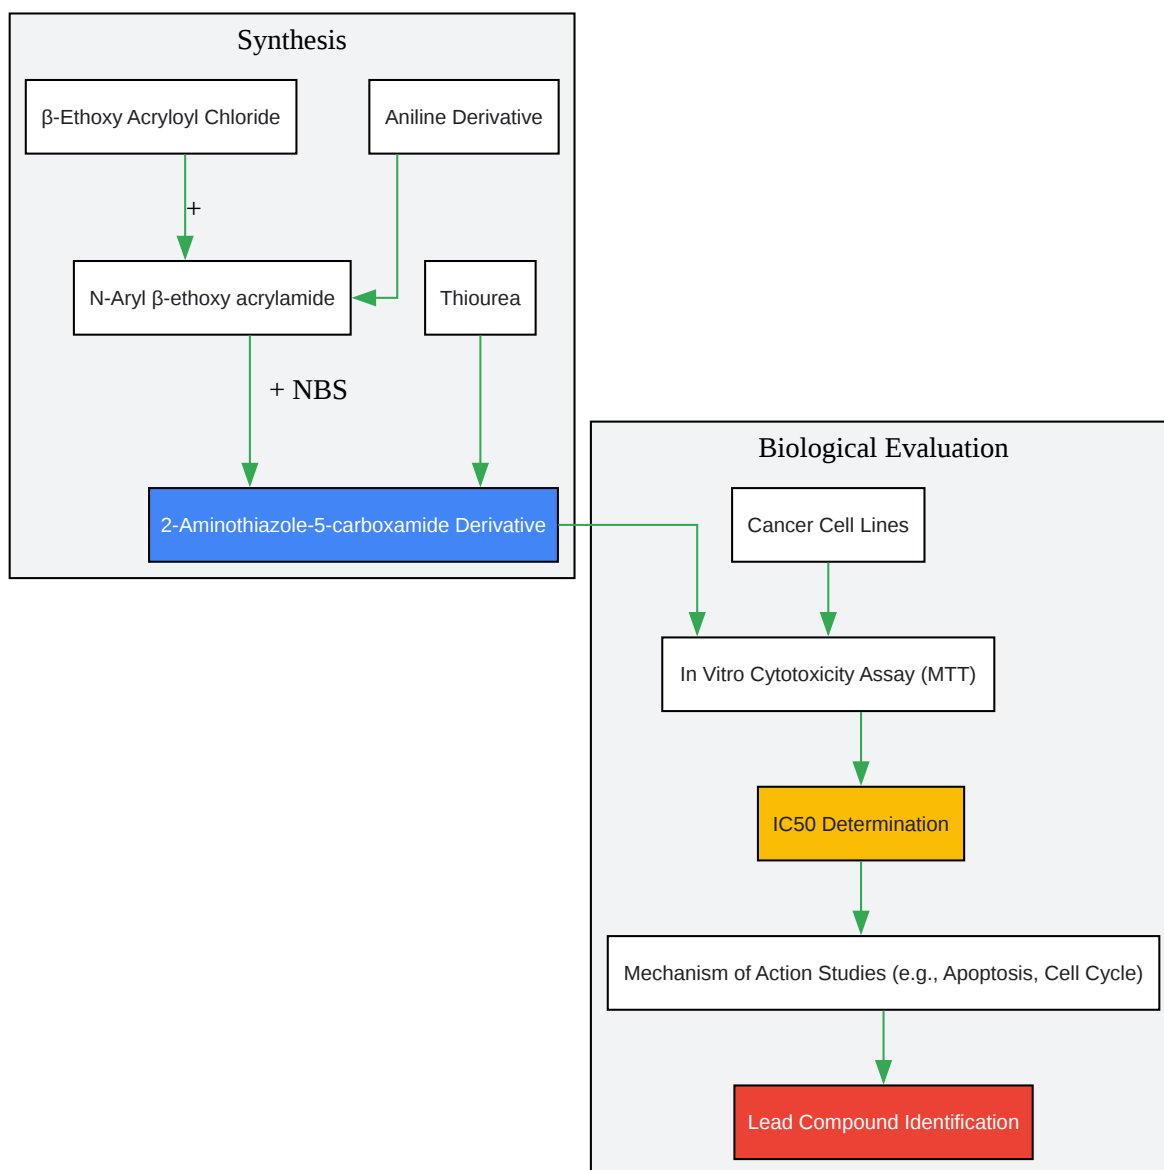 Synthesis
β-Ethoxy Acryloyl Chloride
Aniline Derivative
+
N-Aryl β-ethoxy acrylamide
Thiourea
+ NBS
2-Aminothiazole-5-carboxamide Derivative
Biological Evaluation
Cancer Cell Lines
In Vitro Cytotoxicity Assay (MTT)
IC50 Determination
Mechanism of Action Studies (e.g., Apoptosis, Cell Cycle)
Lead Compound Identification